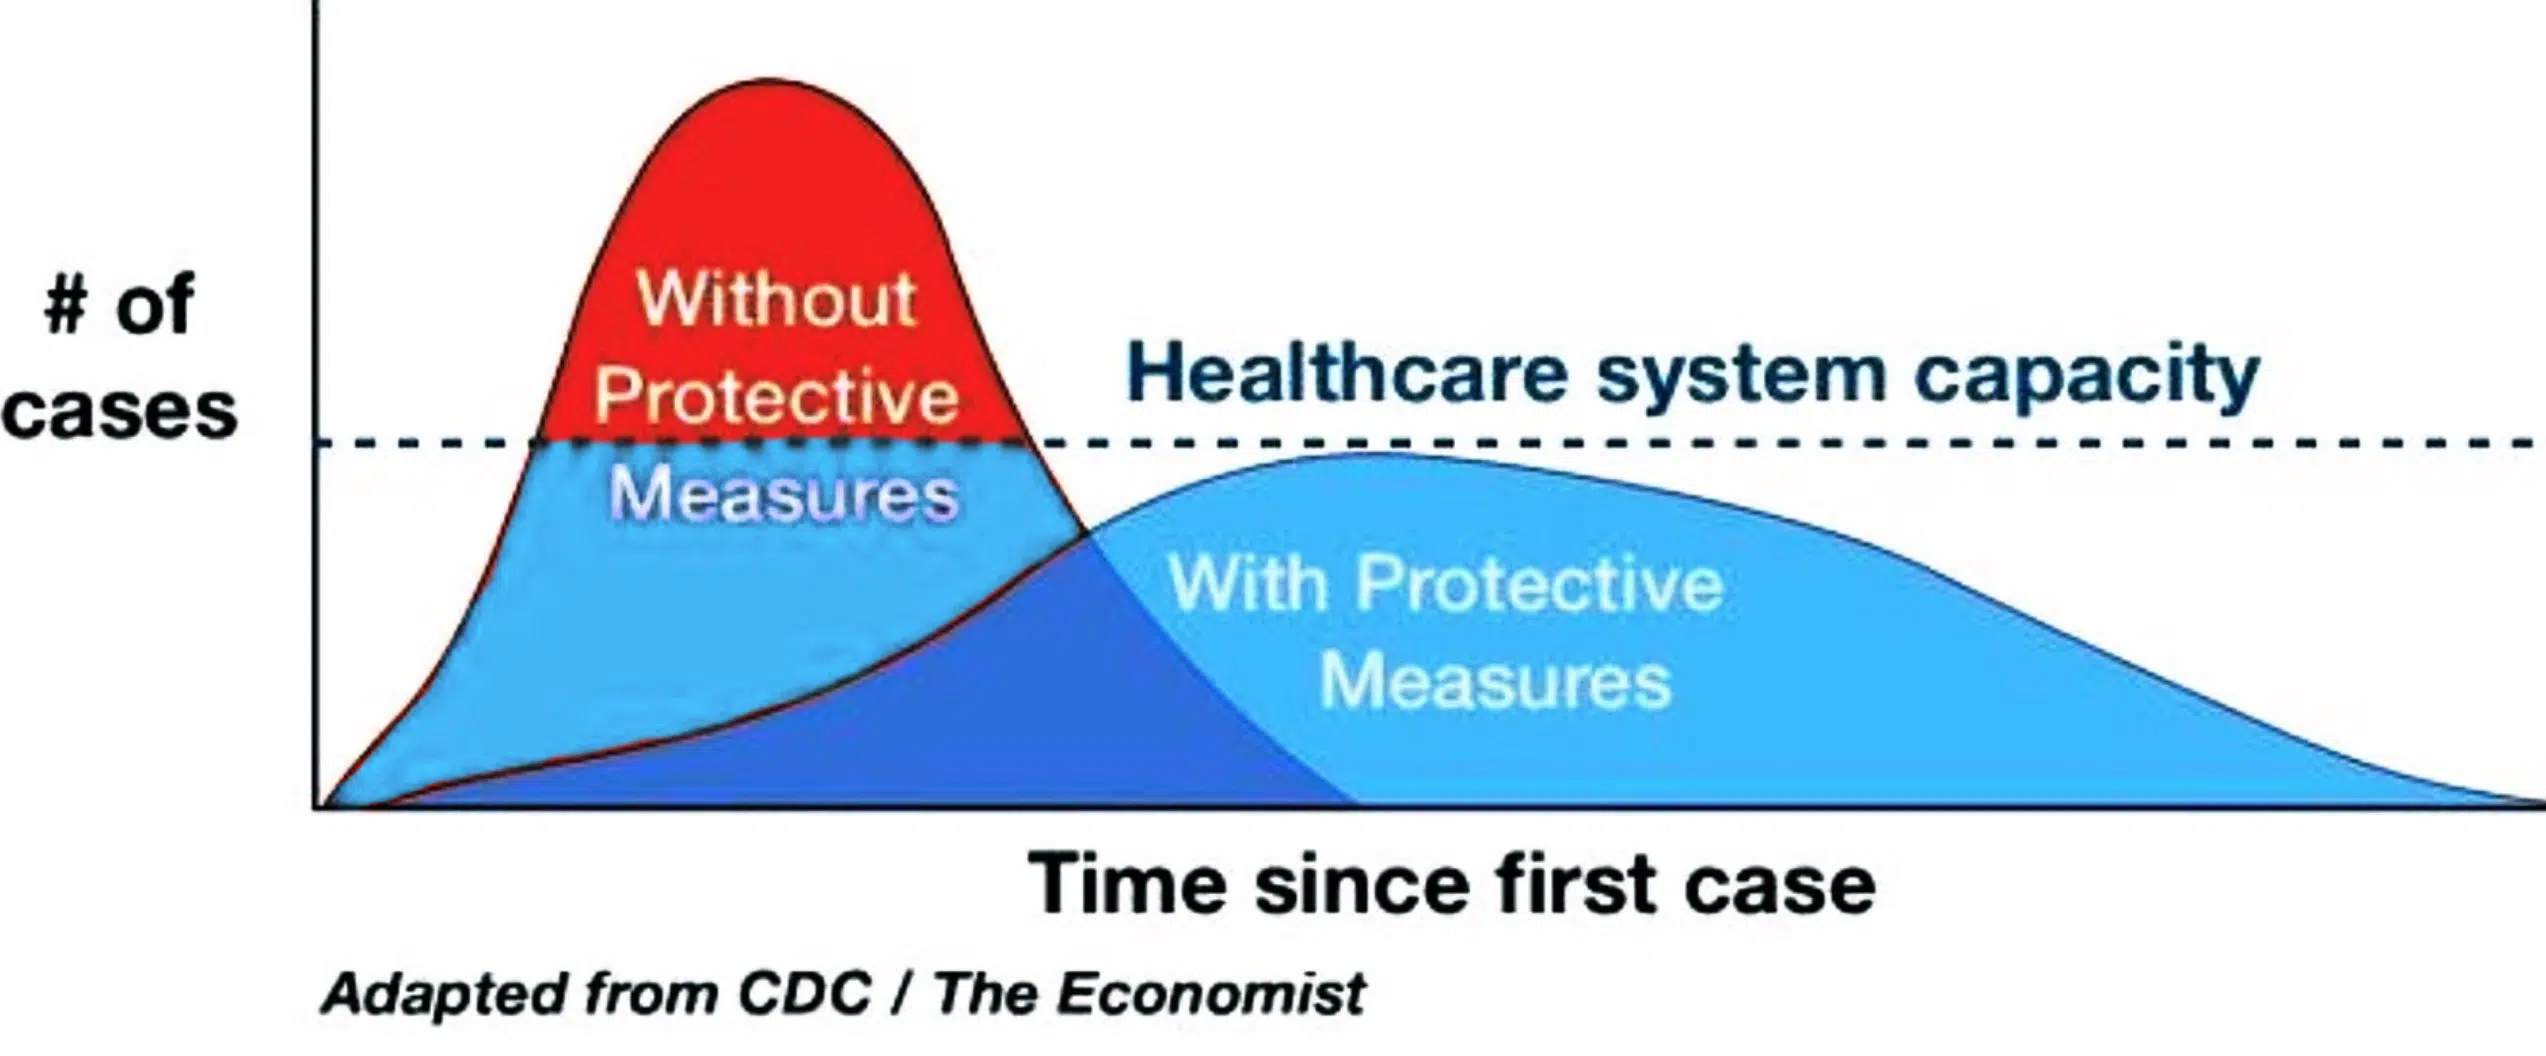 # of
cases
Without
Protective
Measures
Healthcare system capacity
With Protective
Measures
Time since first case
Adapted from CDC / The Economist